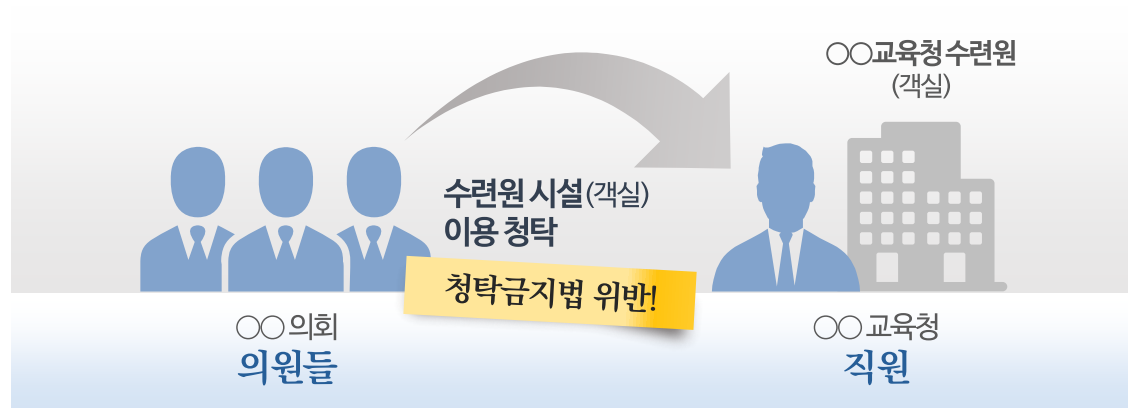 ○○교육청 수련원
(객실)
수련원 시설(객실)
이용 청탁
청탁금지법 위반!
○○ 의회
의원들
○○ 교육청
직원